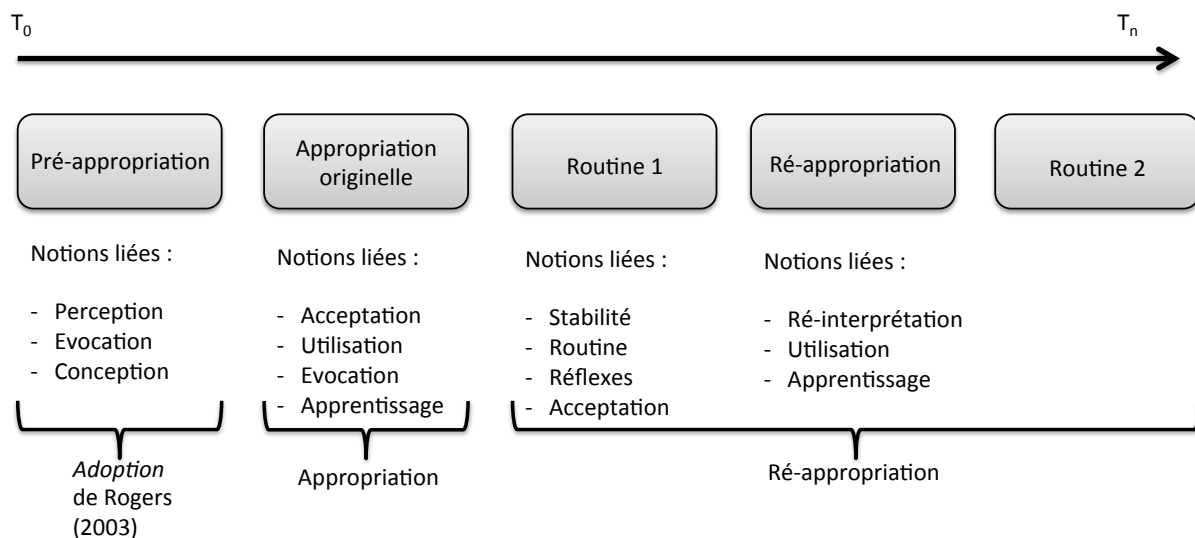 T0
Tn
Pré-appropriation
Appropriation
originelle
Routine 1
Ré-appropriation
Routine 2
Notions liées :
- Perception
- Evocation
- Conception
Notions liées :
- Acceptation
- Utilisation
- Evocation
- Apprentissage
Notions liées :
- Stabilité
- Routine
- Réflexes
- Acceptation
Notions liées :
- Ré-interprétation
- Utilisation
- Apprentissage
Adoption
de Rogers
(2003)
Appropriation
Ré-appropriation